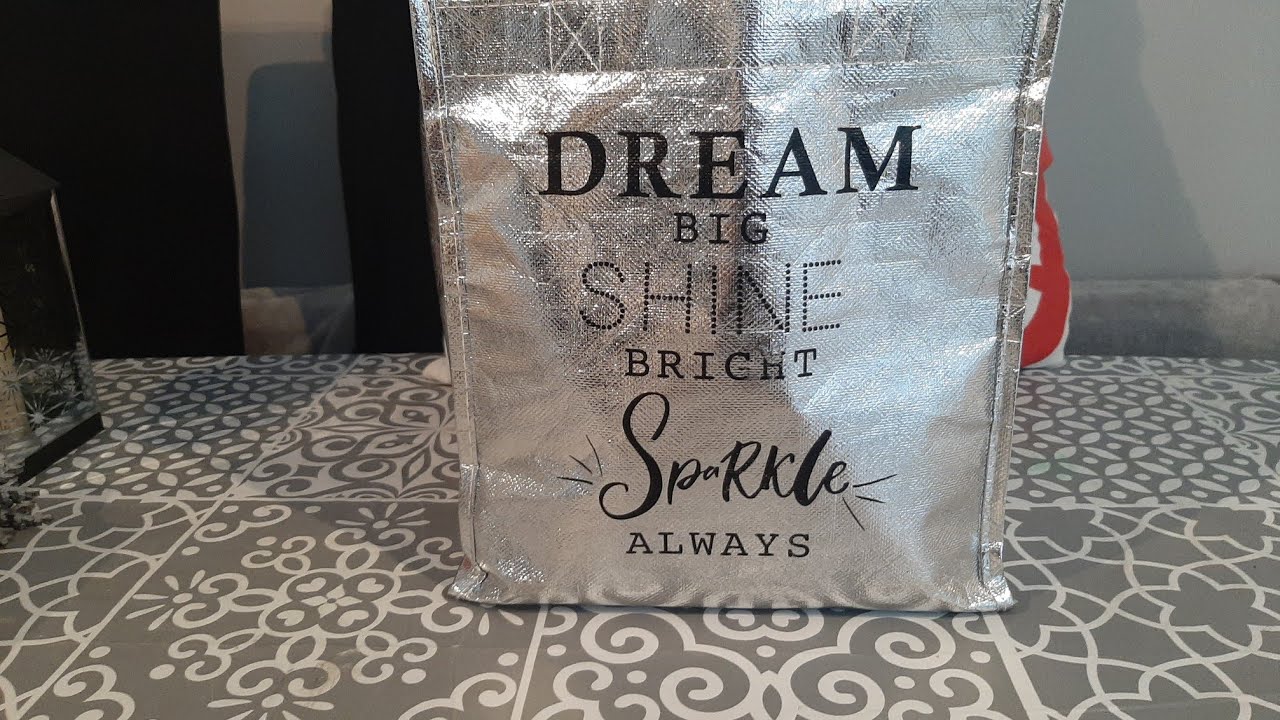 DREAM
BIG
SHINE
BRIGHT
SPaRKle
ALWAYS